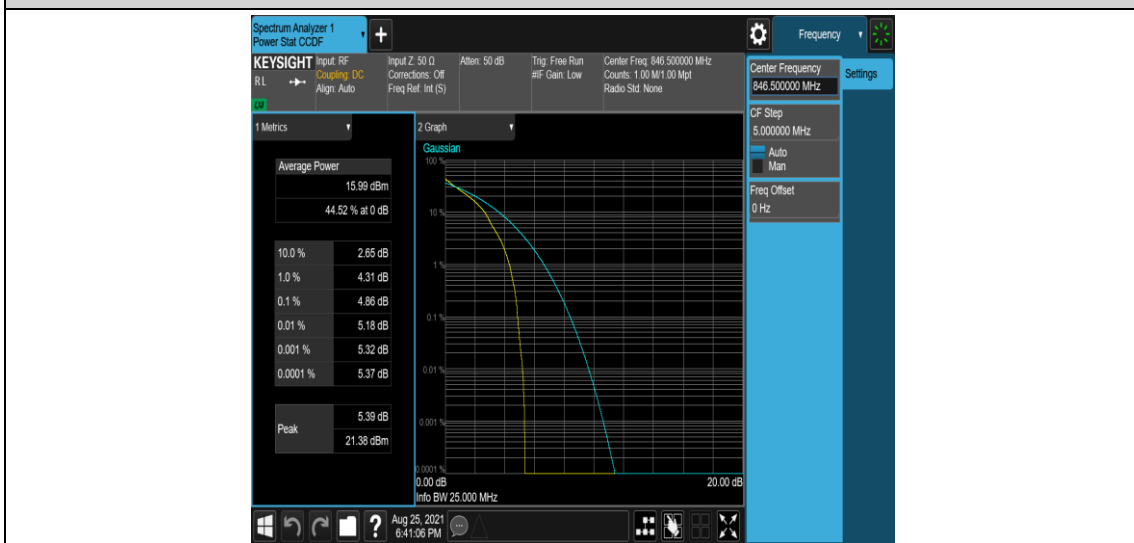 Spectrum Analyzer 1
Power Stat CCDF
+
Frequency
KEYSIGHT
RL
LXI
Input: RF
Coupling: DC
Align: Auto
Input Z: 50 Ω
Corrections: Off
Freq Ref: Int (S)
Atten: 50 dB
Trig: Free Run
#IF Gain: Low
Center Freq: 846.500000 MHz
Counts: 1.00 M/1.00 Mpt
Radio Std: None
Center Frequency
846.500000 MHz
Settings
CF Step
5.000000 MHz
Auto
Man
Freq Offset
0 Hz
1 Metrics
Average Power
15.99 dBm
44.52 % at 0 dB
10.0 % 2.65 dB
1.0 % 4.31 dB
0.1 % 4.86 dB
0.01 % 5.18 dB
0.001 % 5.32 dB
0.0001 % 5.37 dB
Peak
5.39 dB
21.38 dBm
2 Graph
Gaussian
100 %
10 %
1 %
0.1 %
0.01 %
0.001 %
0.0001 %
0.00 dB 20.00 dB
Info BW 25.000 MHz
?
Aug 25, 2021
6:41:06 PM